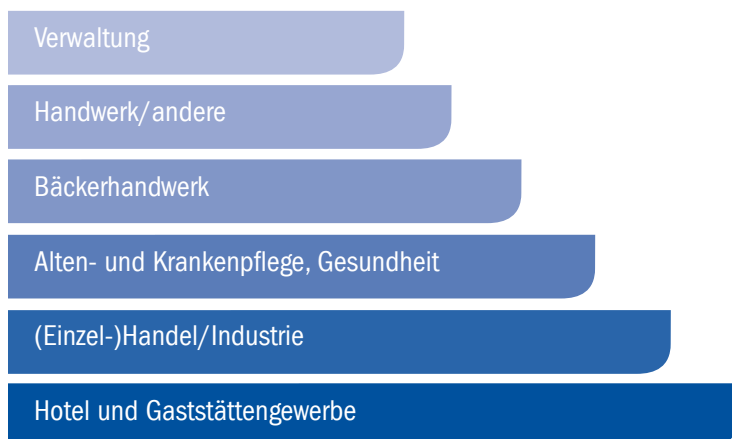 Verwaltung
Handwerk/andere
Bäckerhandwerk
Alten- und Krankenpflege, Gesundheit
(Einzel-)Handel/Industrie
Hotel und Gaststättengewerbe